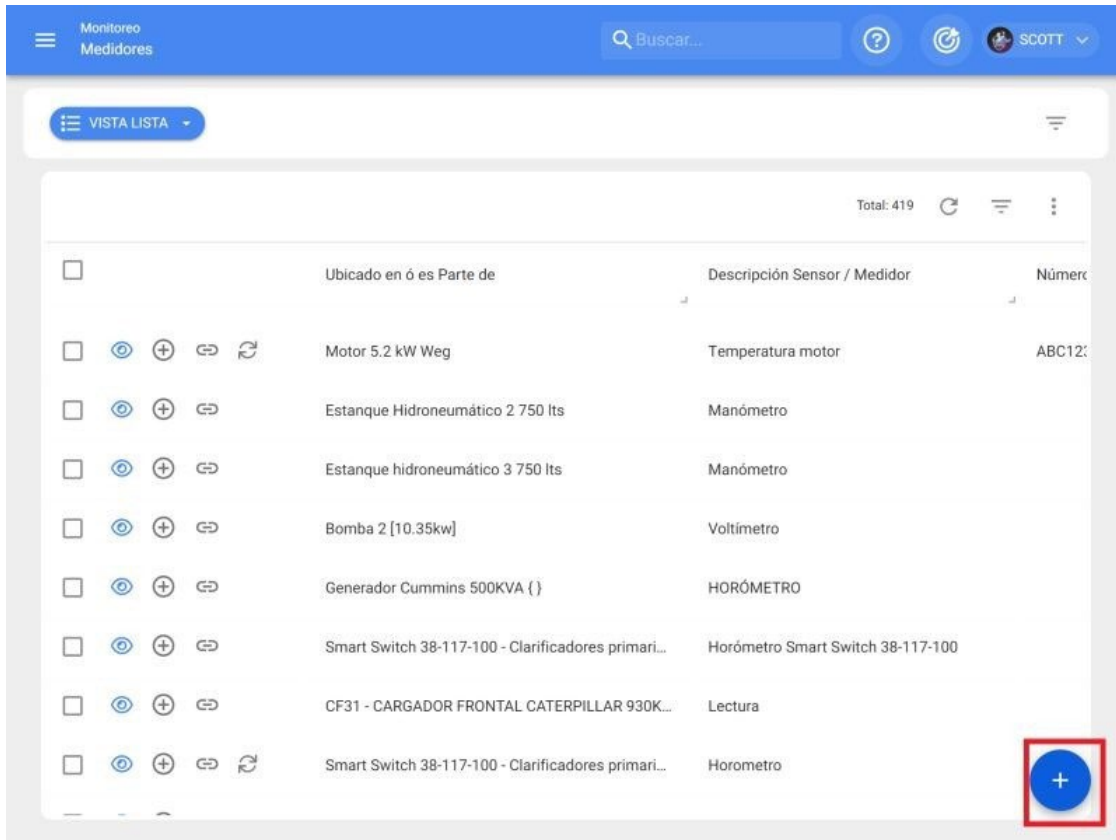 Monitoreo
Medidores
Buscar...
SCOTT
VISTA LISTA
Total: 419
Ubicado en ó es Parte de Descripción Sensor / Medidor Número
Motor 5.2 kW Weg Temperatura motor ABC123
Estanque Hidroneumático 2 750 lts Manómetro
Estanque hidroneumático 3 750 lts Manómetro
Bomba 2 [10.35kw] Voltímetro
Generador Cummins 500KVA { } HORÓMETRO
Smart Switch 38-117-100 - Clarificadores primari... Horómetro Smart Switch 38-117-100
CF31 - CARGADOR FRONTAL CATERPILLAR 930K... Lectura
Smart Switch 38-117-100 - Clarificadores primari... Horometro